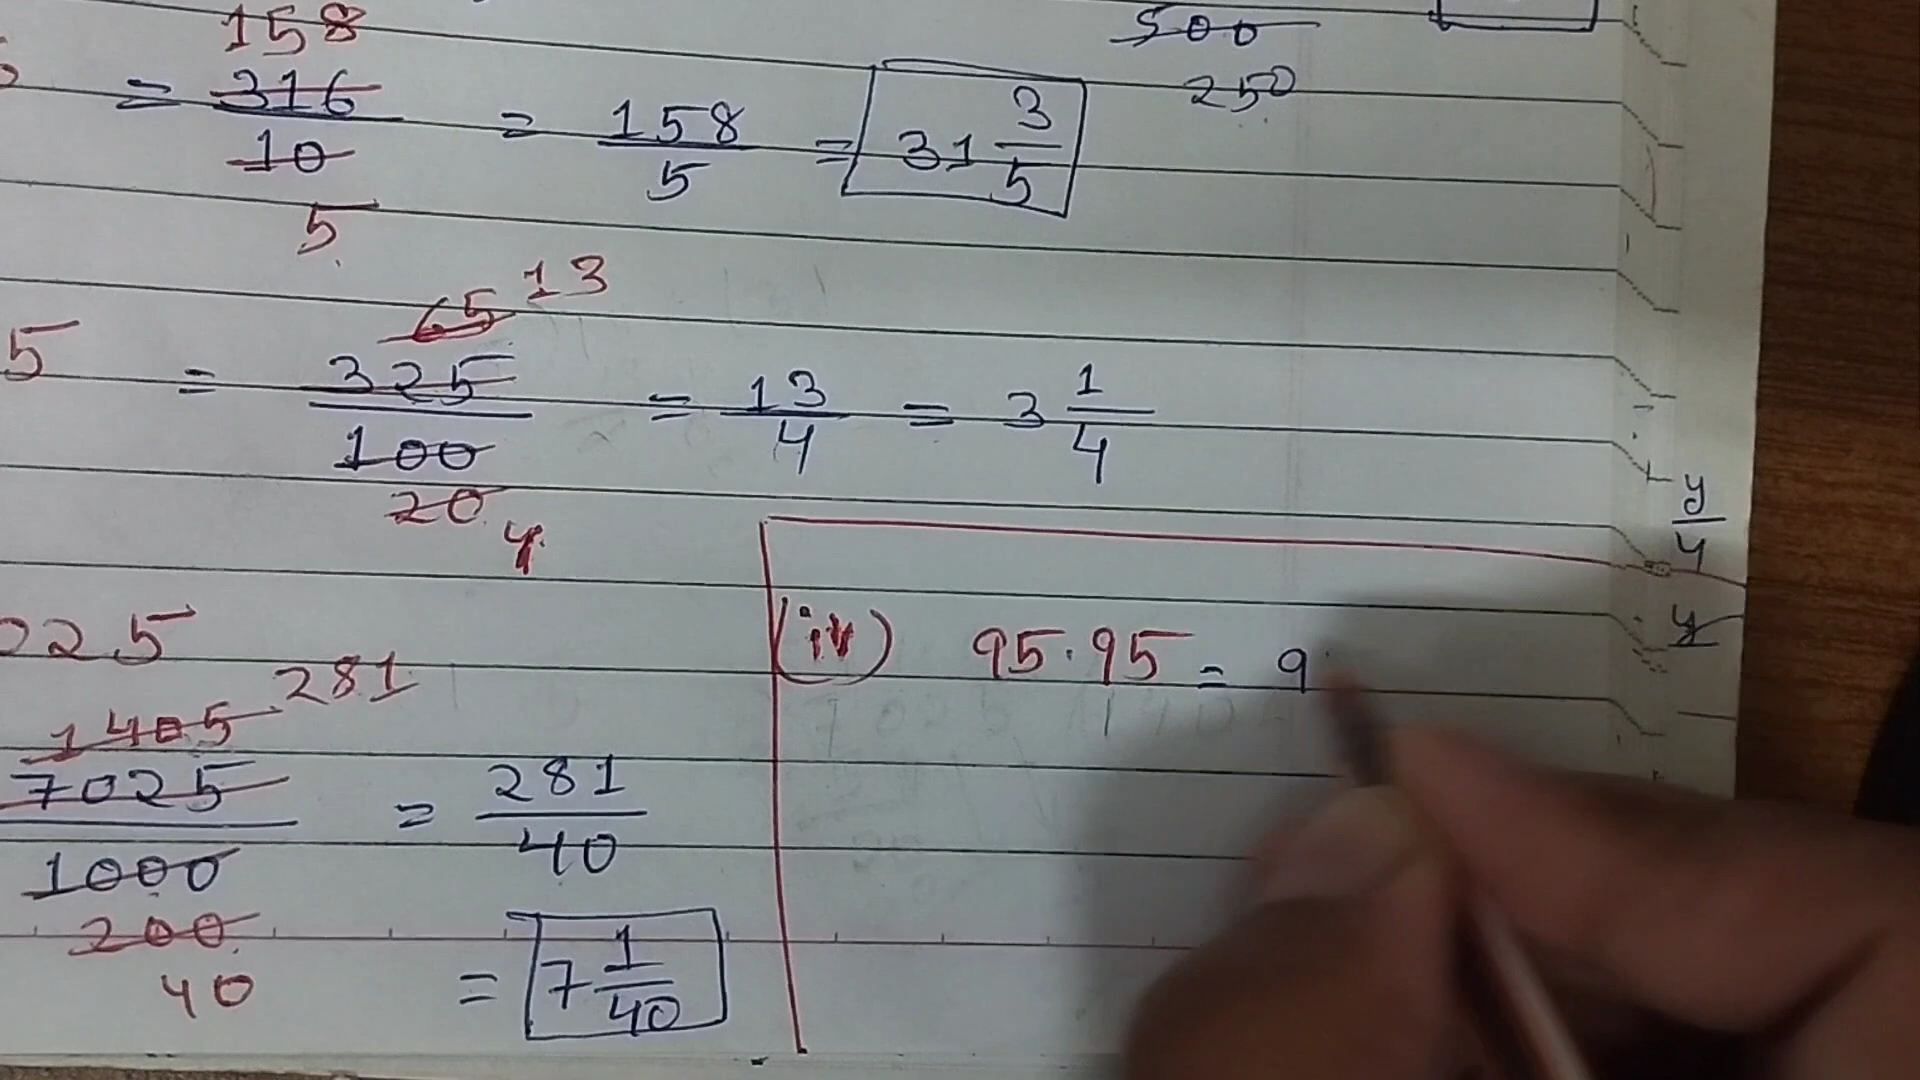 500
158
250
= 316/10 = 158/5 = 31 3/5
5
65 13
5 = 325/100 = 13/4 = 3 1/4
20 4
y/4
y
025
(iv) 95.95 = 9
1405 281
7025/1000 = 281/40
200
40 = 7 1/40